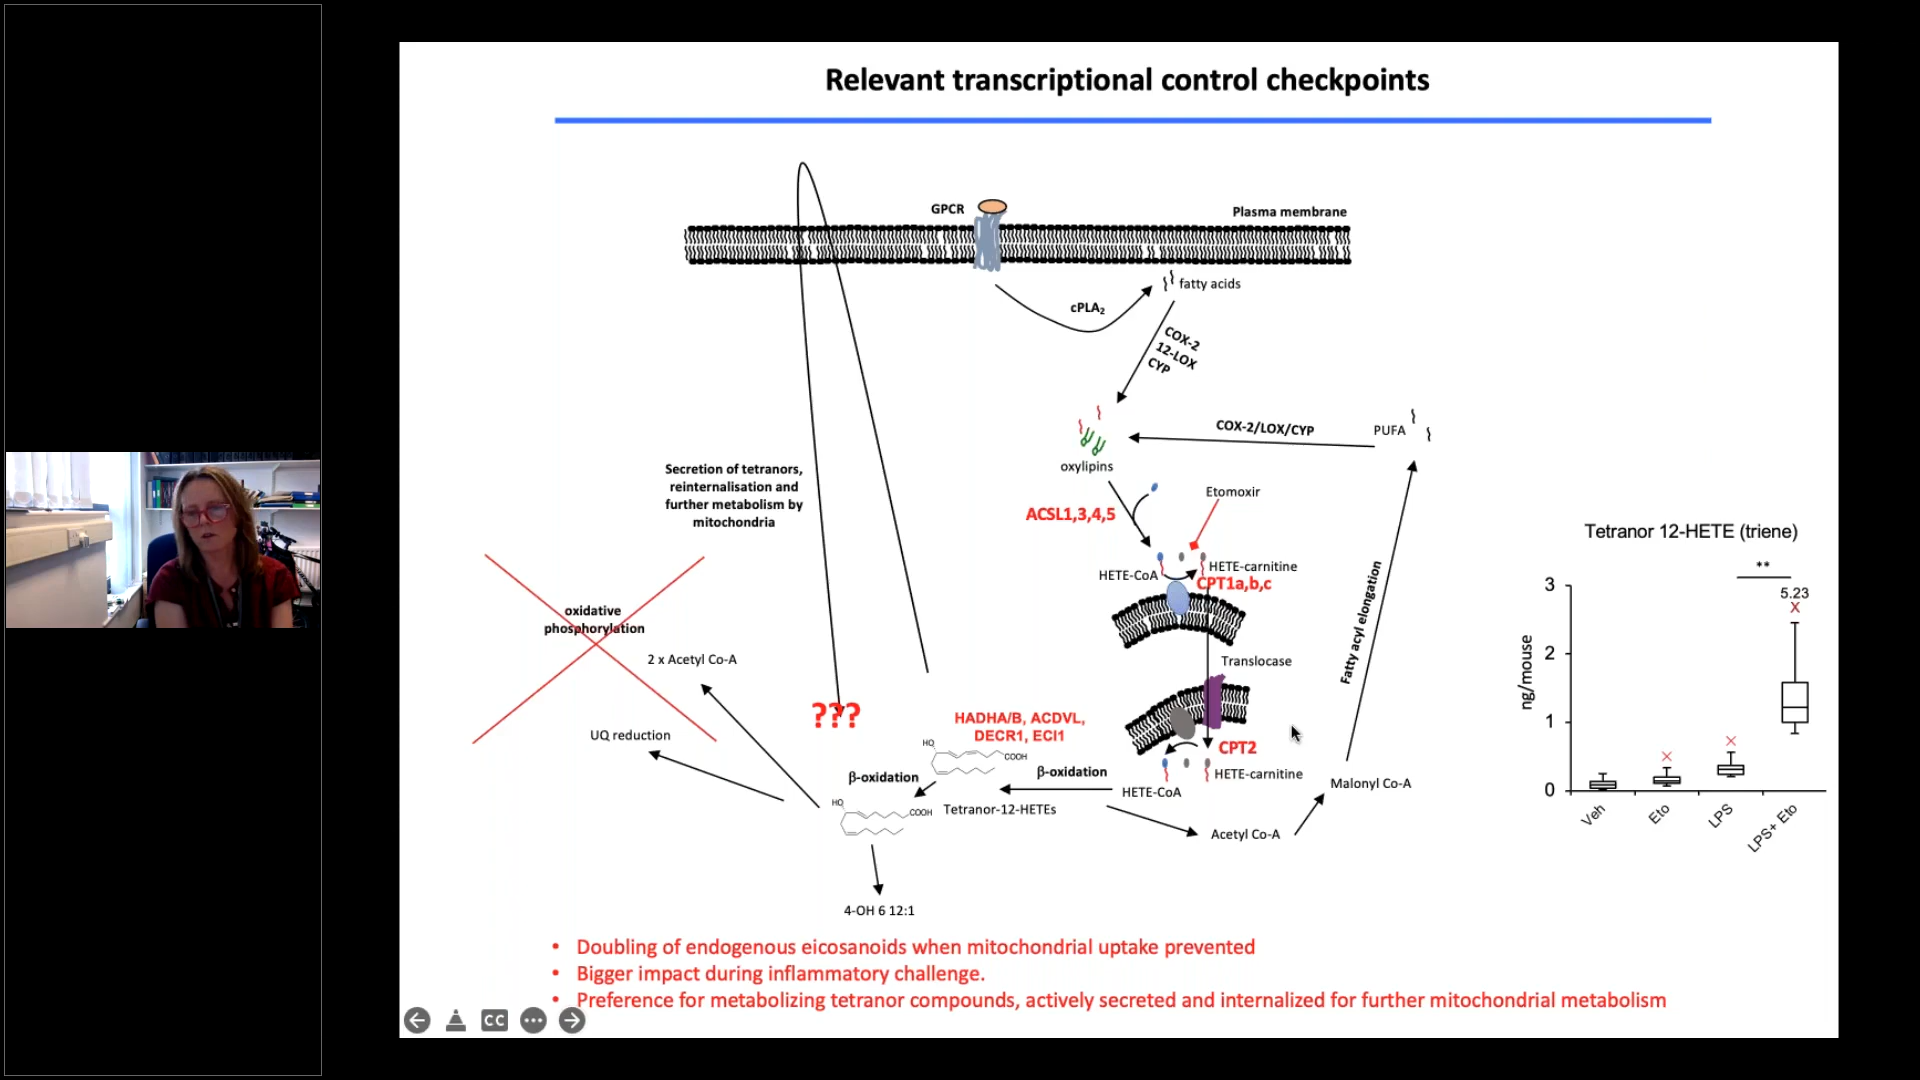 Relevant transcriptional control checkpoints
GPCR
Plasma membrane
fatty acids
cPLA2
COX-2
12-LOX
CYP
COX-2/LOX/CYP
PUFA
oxylipins
Secretion of tetranors,
reinternalisation and
further metabolism by
mitochondria
Etomoxir
ACSL1,3,4,5
HETE-CoA
HETE-carnitine
CPT1a,b,c
Fatty acyl elongation
oxidative
phosphorylation
2 x Acetyl Co-A
Translocase
???
HADHA/B, ACDVL,
DECR1, ECI1
UQ reduction
CPT2
HO
COOH
β-oxidation
β-oxidation
HETE-carnitine
HETE-CoA
Malonyl Co-A
HO
COOH
Tetranor-12-HETEs
Acetyl Co-A
4-OH 6 12:1
Tetranor 12-HETE (triene)
**
5.23
X
3
2
1
0
ng/mouse
Veh
Eto
LPS
LPS+ Eto
• Doubling of endogenous eicosanoids when mitochondrial uptake prevented
• Bigger impact during inflammatory challenge.
• Preference for metabolizing tetranor compounds, actively secreted and internalized for further mitochondrial metabolism
CC